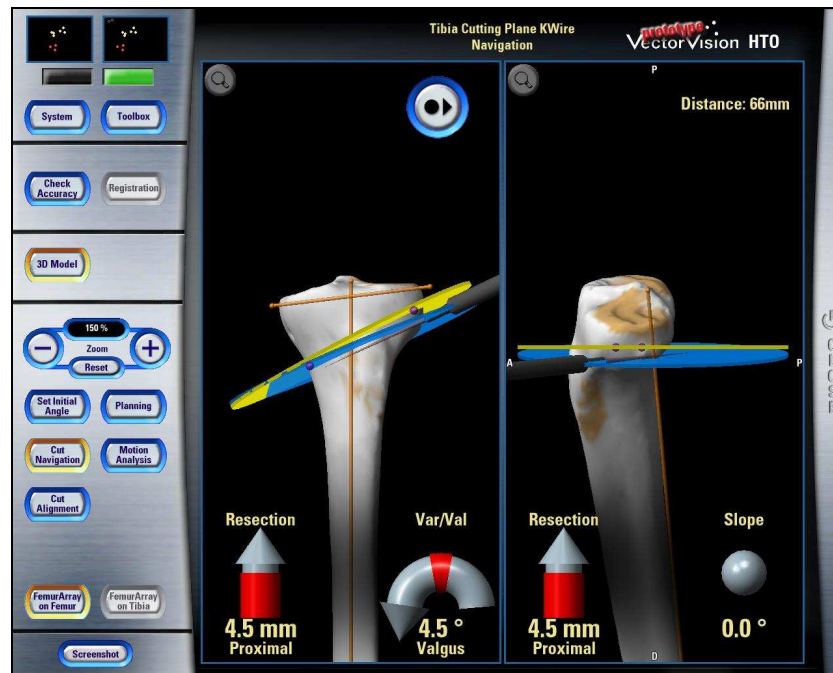 Tibia Cutting Plane KWire
Navigation
prototype
VectorVision HTO
System
Toolbox
Check
Accuracy
Registration
3D Model
150 %
Zoom
Reset
Set Initial
Angle
Planning
Cut
Navigation
Motion
Analysis
Cut
Alignment
FemurArray
on Femur
FemurArray
on Tibia
Screenshot
Resection
4.5 mm
Proximal
Var/Val
4.5 °
Valgus
P
Distance: 66mm
A
P
Resection
4.5 mm
Proximal
Slope
0.0 °
D